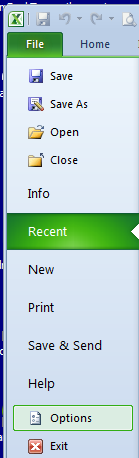 File Home
Save
Save As
Open
Close
Info
Recent
New
Print
Save & Send
Help
Options
Exit